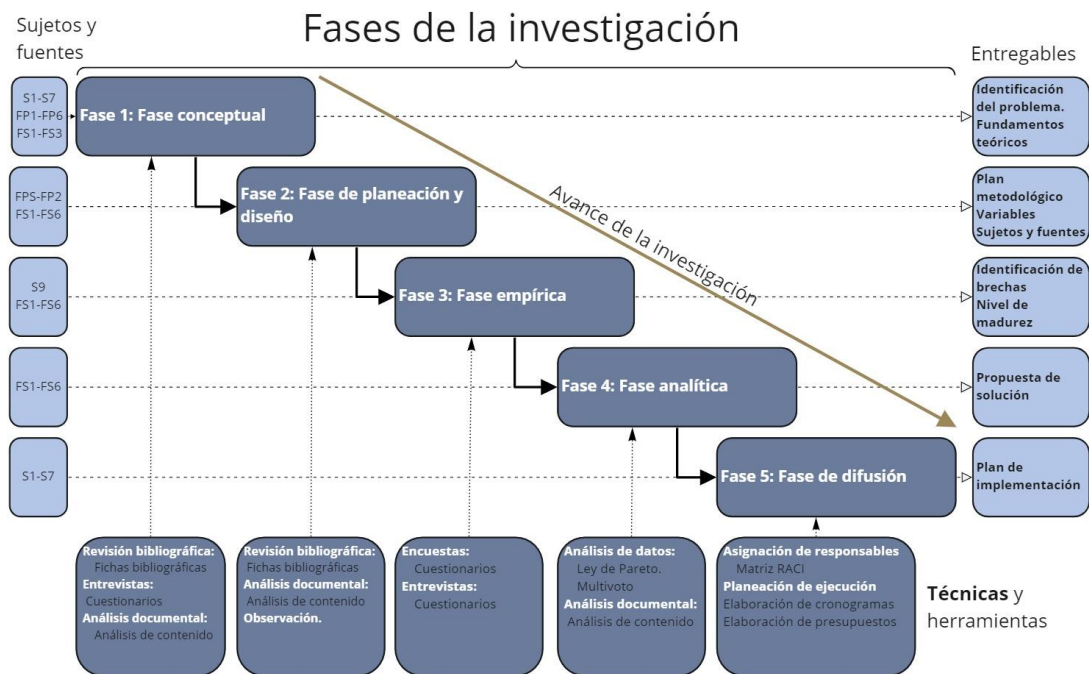 Sujetos y
fuentes
Fases de la investigación
Entregables
S1-S7
FP1-FP6
FS1-FS3
Fase 1: Fase conceptual
Identificación
del problema.
Fundamentos
teóricos
FPS-FP2
FS1-FS6
Fase 2: Fase de planeación y
diseño
Plan
metodológico
Variables
Sujetos y fuentes
Avance de la investigación
S9
FS1-FS6
Fase 3: Fase empírica
Identificación de
brechas
Nivel de
madurez
FS1-FS6
Fase 4: Fase analítica
Propuesta de
solución
S1-S7
Fase 5: Fase de difusión
Plan de
implementación
Revisión bibliográfica:
Fichas bibliográficas
Entrevistas:
Cuestionarios
Análisis documental:
Análisis de contenido
Revisión bibliográfica:
Fichas bibliográficas
Análisis documental:
Análisis de contenido
Observación.
Encuestas:
Cuestionarios
Entrevistas:
Cuestionarios
Análisis de datos:
Ley de Pareto.
Multivoto
Análisis documental:
Análisis de contenido
Asignación de responsables
Matriz RACI
Planeación de ejecución
Elaboración de cronogramas
Elaboración de presupuestos
Técnicas y
herramientas